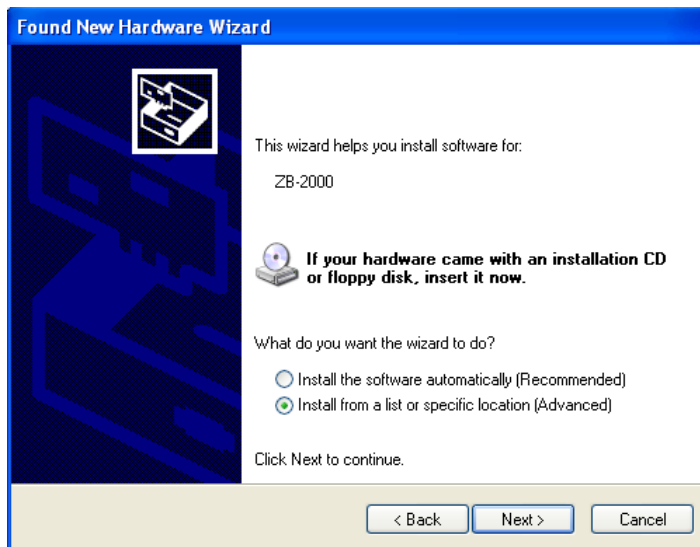 Found New Hardware Wizard
This wizard helps you install software for:
ZB-2000
If your hardware came with an installation CD
or floppy disk, insert it now.
What do you want the wizard to do?
Install the software automatically (Recommended)
Install from a list or specific location (Advanced)
Click Next to continue.
< Back
Next >
Cancel